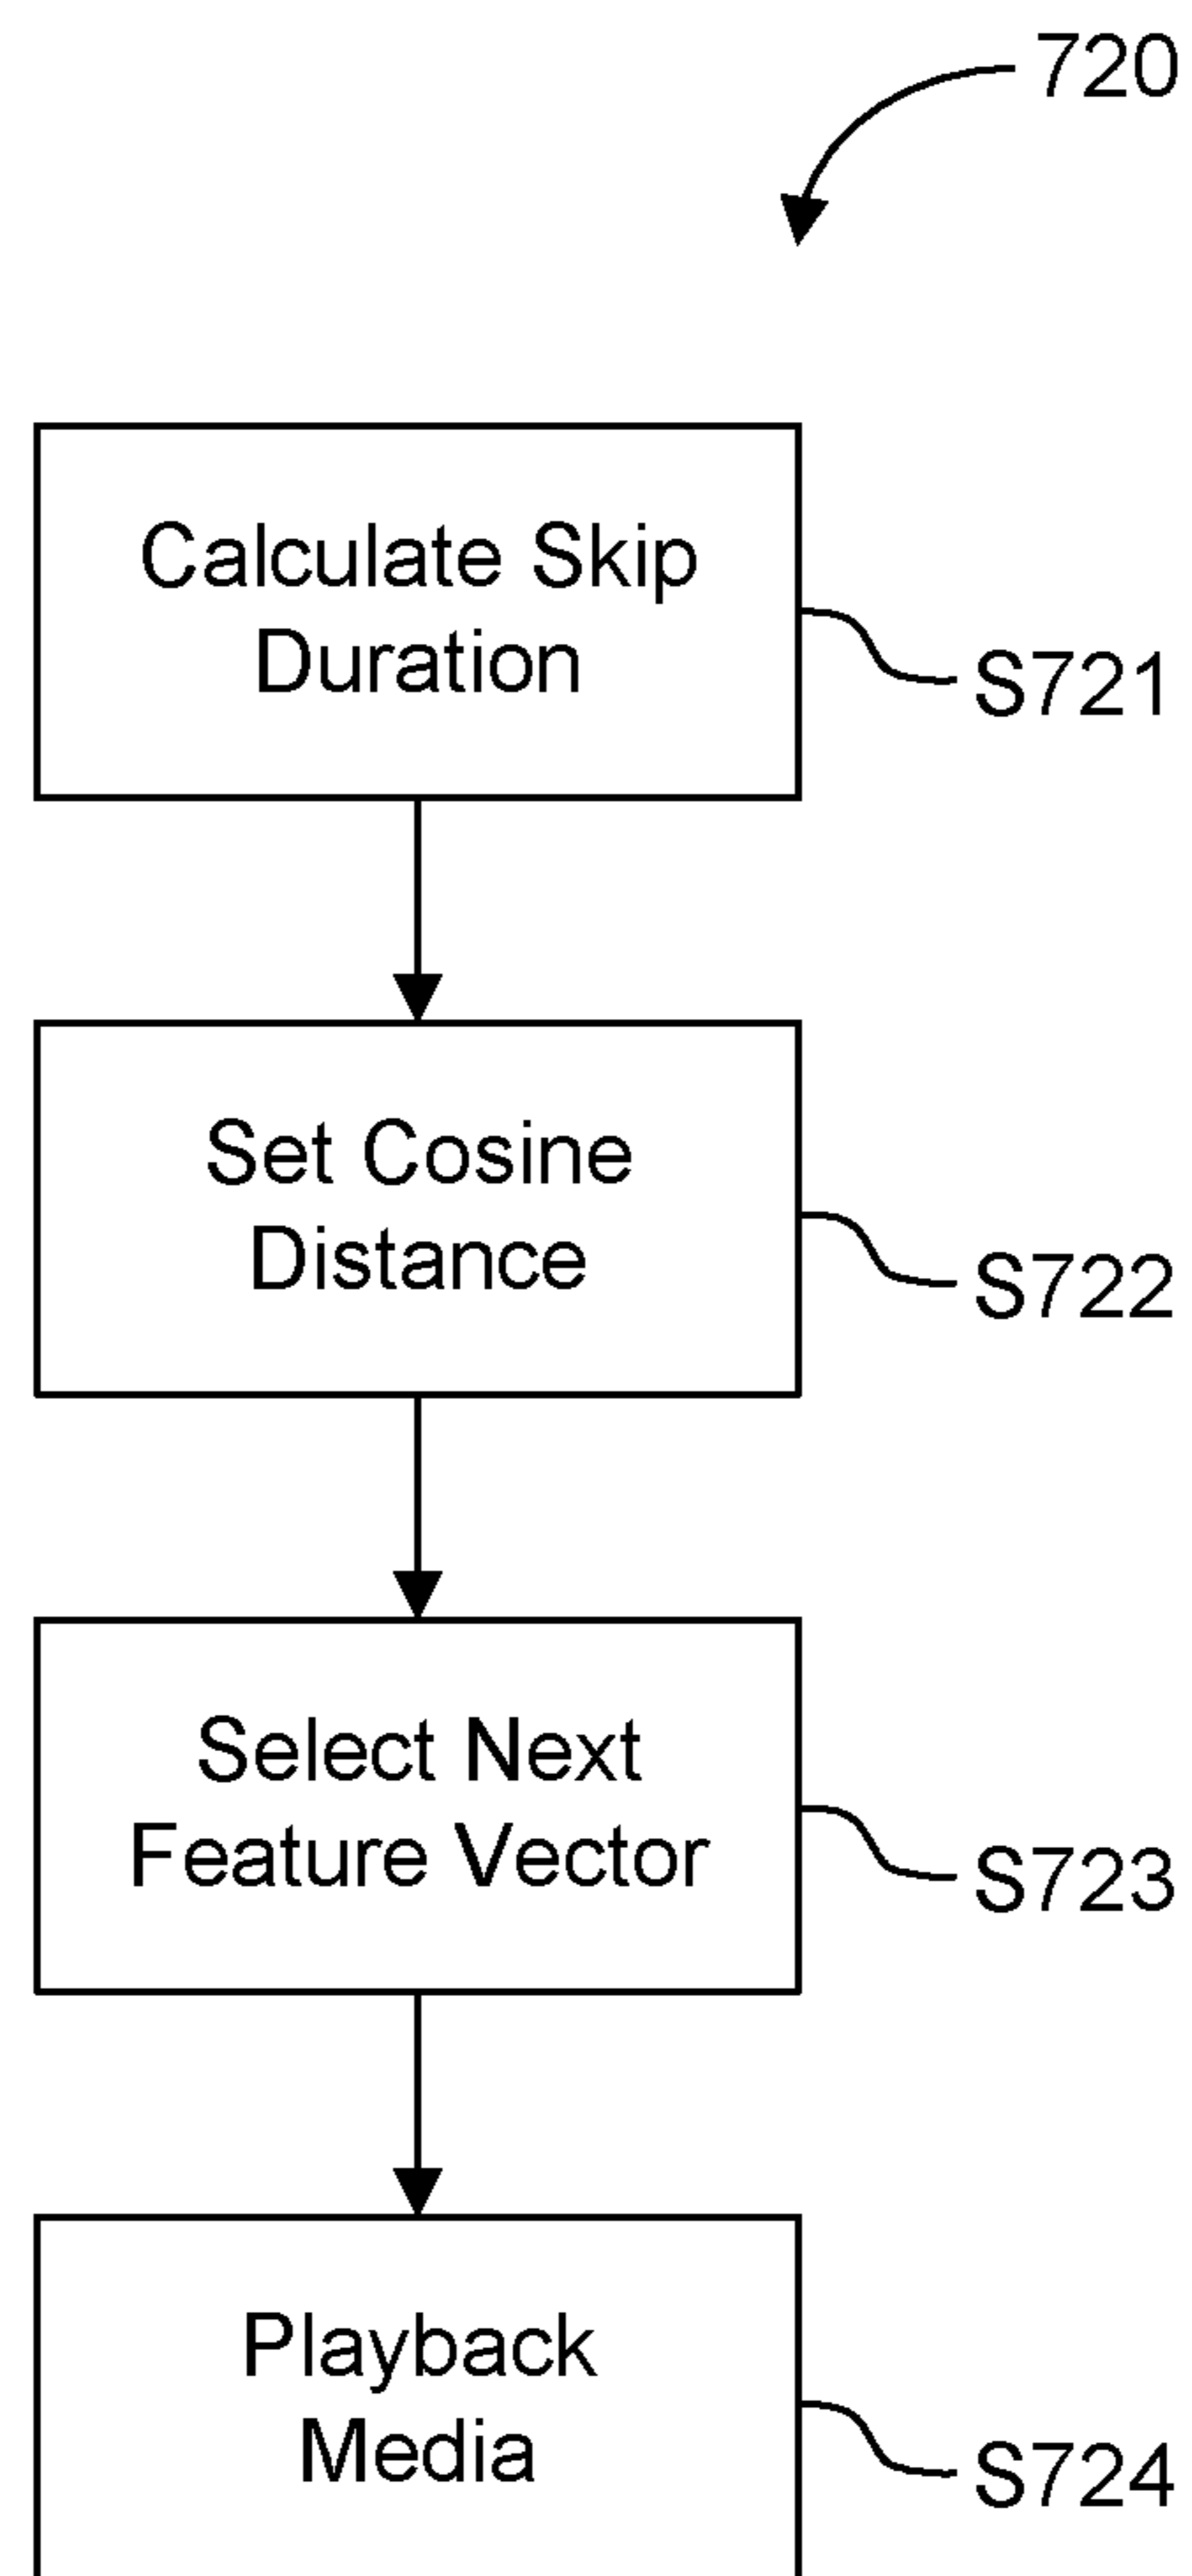 720
Calculate Skip
Duration
S721
Set Cosine
Distance
S722
Select Next
Feature Vector
S723
Playback
Media
S724